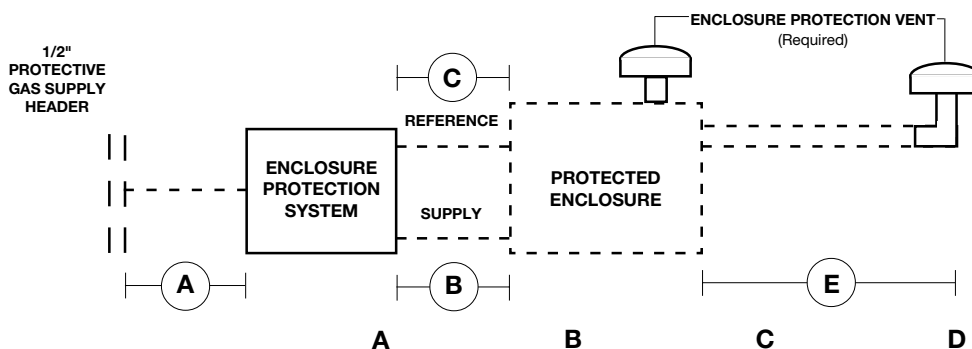 ENCLOSURE PROTECTION VENT
(Required)
1/2"
PROTECTIVE
GAS SUPPLY
HEADER
C
REFERENCE
ENCLOSURE
PROTECTION
SYSTEM
PROTECTED
ENCLOSURE
SUPPLY
A
B
E
A B C D